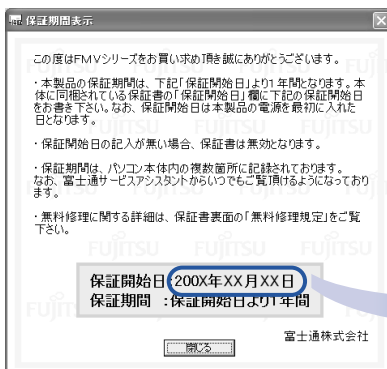 保証期間表示
この度はFMVシリーズをお買い求め頂き誠にありがとうございます。
・本製品の保証期間は、下記「保証開始日」より1年間となります。本
体に同梱されている保証書の「保証開始日」欄に下記の保証開始日
をお書き下さい。なお、保証開始日は本製品の電源を最初に入れた
日となります。
・保証開始日の記入が無い場合、保証書は無効となります。
・保証期間は、パソコン本体内の複数箇所に記録されております。
なお、富士通サービスアシスタントからいつでもご覧頂けるようになっており
ます。
・無料修理に関する詳細は、保証書裏面の「無料修理規定」をご覧
下さい。
保証開始日:200X年XX月XX日
保証期間 :保証開始日より1年間
富士通株式会社
閉じる
FUJITSU FUJITSU FUJITSU